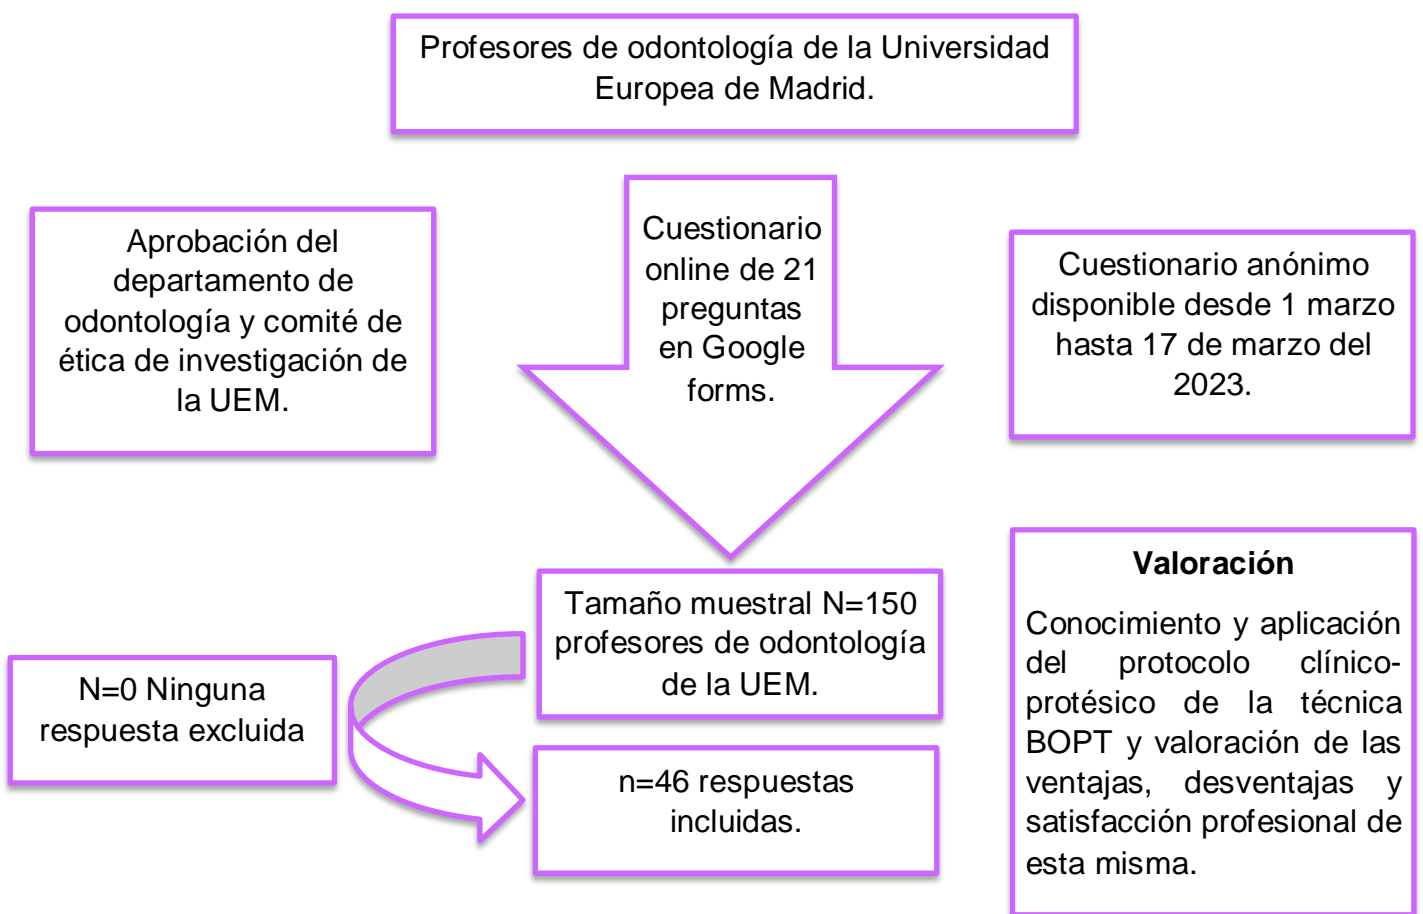 Profesores de odontología de la Universidad
Europea de Madrid.
Aprobación del
departamento de
odontología y comité de
ética de investigación de
la UEM.
Cuestionario
online de 21
preguntas
en Google
forms.
Cuestionario anónimo
disponible desde 1 marzo
hasta 17 de marzo del
2023.
Tamaño muestral N=150
profesores de odontología
de la UEM.
N=0 Ninguna
respuesta excluida
n=46 respuestas
incluidas.
Valoración
Conocimiento y aplicación
del protocolo clínico-
protésico de la técnica
BOPT y valoración de las
ventajas, desventajas y
satisfacción profesional de
esta misma.